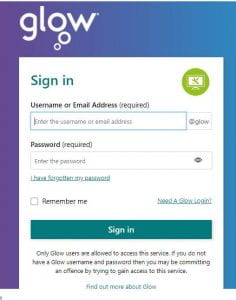 glow
Sign in
Username or Email Address (required)
Enter the username or email address @glow
Password (required)
Enter the password
I have forgotten my password
Remember me Need A Glow Login?
Sign in
Only Glow users are allowed to access this service. If you do not
have a Glow username and password then you may be committing
an offence by trying to gain access to this service.
Find out more about Glow